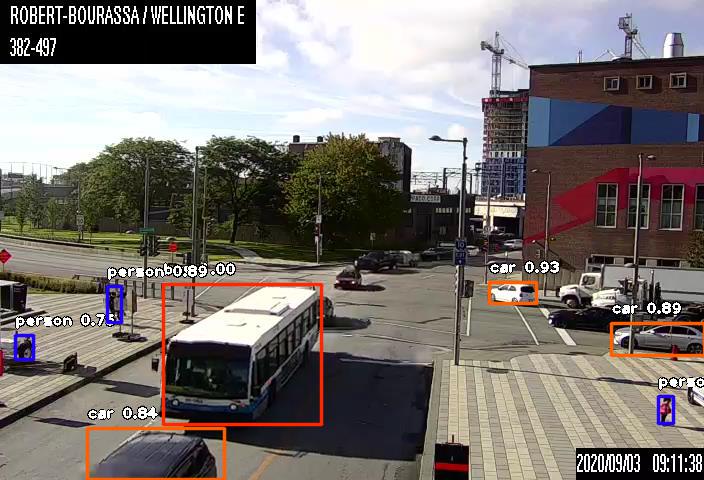 ROBERT-BOURASSA / WELLINGTON E
382-497
car 0.93
person 0.89
.00
car 0.89
person 0.75
perso
car 0.84
2020/09/03 09:11:38